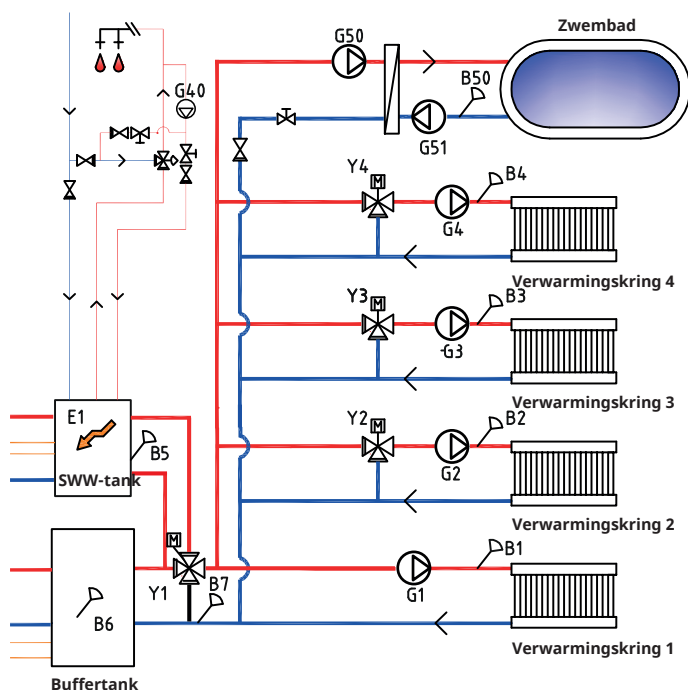 Zwembad
G50
B50
G40
G51
Y4
B4
G4
Verwarmingskring 4
Y3
B3
-G3
Verwarmingskring 3
E1
Y2
B2
B5
G2
SWW-tank
Verwarmingskring 2
M
M
M
M
B1
Y1
B7
G1
B6
Verwarmingskring 1
Buffertank